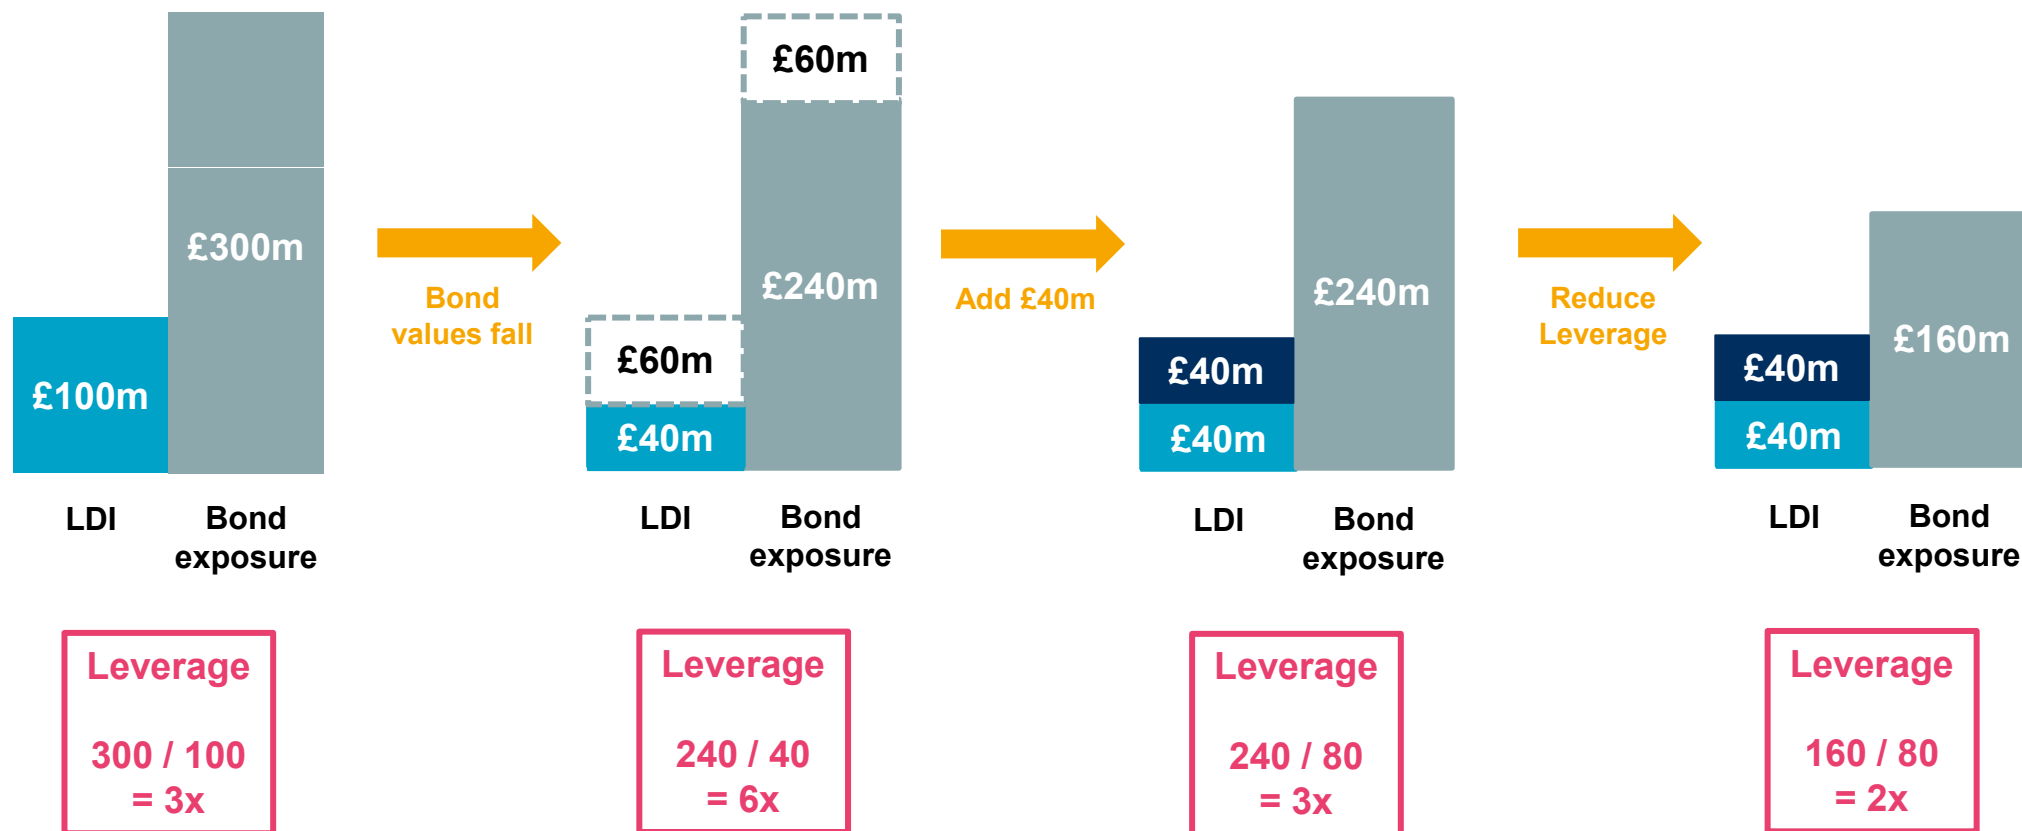 £300m
£100m
LDI
Bond
exposure
Leverage
300 / 100
= 3x
Bond
values fall
£60m
£240m
£60m
£40m
LDI
Bond
exposure
Leverage
240 / 40
= 6x
Add £40m
£240m
£40m
£40m
LDI
Bond
exposure
Leverage
240 / 80
= 3x
Reduce
Leverage
£160m
£40m
£40m
LDI
Bond
exposure
Leverage
160 / 80
= 2x